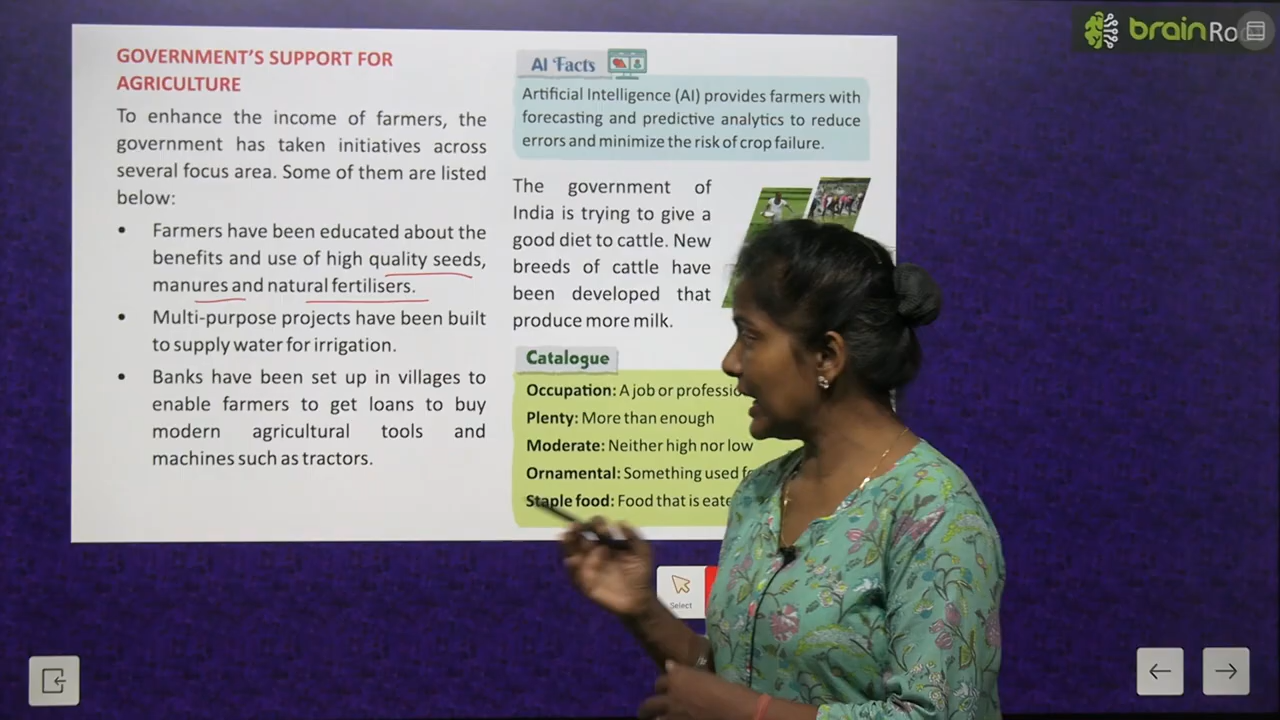 GOVERNMENT'S SUPPORT FOR
AGRICULTURE
To enhance the income of farmers, the
government has taken initiatives across
several focus area. Some of them are listed
below:
• Farmers have been educated about the
benefits and use of high quality seeds,
manures and natural fertilisers.
• Multi-purpose projects have been built
to supply water for irrigation.
• Banks have been set up in villages to
enable farmers to get loans to buy
modern agricultural tools and
machines such as tractors.
AI Facts
Artificial Intelligence (AI) provides farmers with
forecasting and predictive analytics to reduce
errors and minimize the risk of crop failure.
The government of
India is trying to give a
good diet to cattle. New
breeds of cattle have
been developed that
produce more milk.
Catalogue
Occupation: A job or
Plenty: More than enough
Moderate: Neither high nor low
Ornamental: Something used
Staple food: Food that is
Select
brain